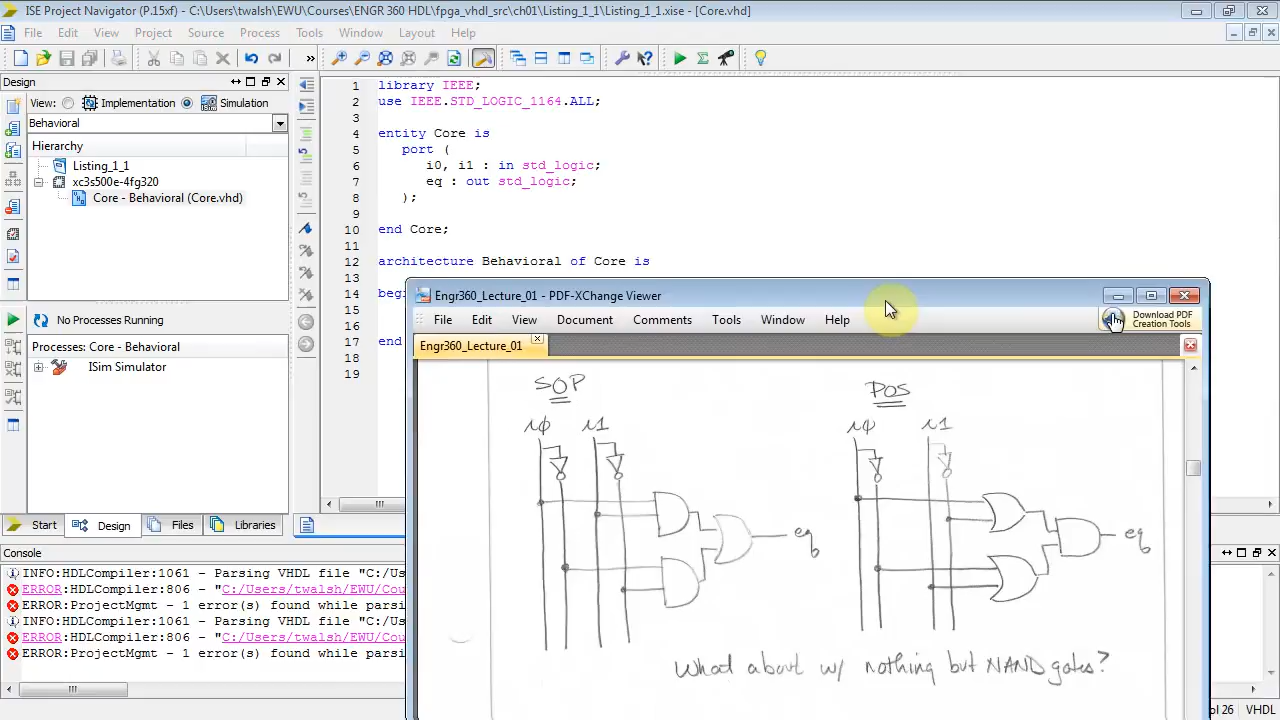 ISE Project Navigator (P.15xf) - C:\Users\twalsh\EWU\Courses\ENGR 360 HDL\fpga_vhdl_src\ch01\Listing_1_1\Listing_1_1.xise - [Core.vhd]
File Edit View Project Source Process Tools Window Layout Help
Design
View: Implementation Simulation
Behavioral
Hierarchy
Listing_1_1
xc3s500e-4fg320
Core - Behavioral (Core.vhd)
No Processes Running
Processes: Core - Behavioral
ISim Simulator
Start Design Files Libraries
1 library IEEE;
2 use IEEE.STD_LOGIC_1164.ALL;
3
4 entity Core is
5 port (
6 i0, i1 : in std_logic;
7 eq : out std_logic;
8 );
9
10 end Core;
11
12 architecture Behavioral of Core is
13
14 beg
15
16
17 end
18
19
Engr360_Lecture_01 - PDF-XChange Viewer
File Edit View Document Comments Tools Window Help
Download PDF
Creation Tools
Engr360_Lecture_01
SOP
i0 i1
eq
POS
i0 i1
eq
What about w/ nothing but NAND gates?
Console
INFO:HDLCompiler:1061 - Parsing VHDL file "C:/Us
ERROR:HDLCompiler:806 - "C:/Users/twalsh/EWU/Cou
ERROR:ProjectMgmt - 1 error(s) found while parsi
INFO:HDLCompiler:1061 - Parsing VHDL file "C:/Us
ERROR:HDLCompiler:806 - "C:/Users/twalsh/EWU/Cou
ERROR:ProjectMgmt - 1 error(s) found while parsi
ol 26 VHDL